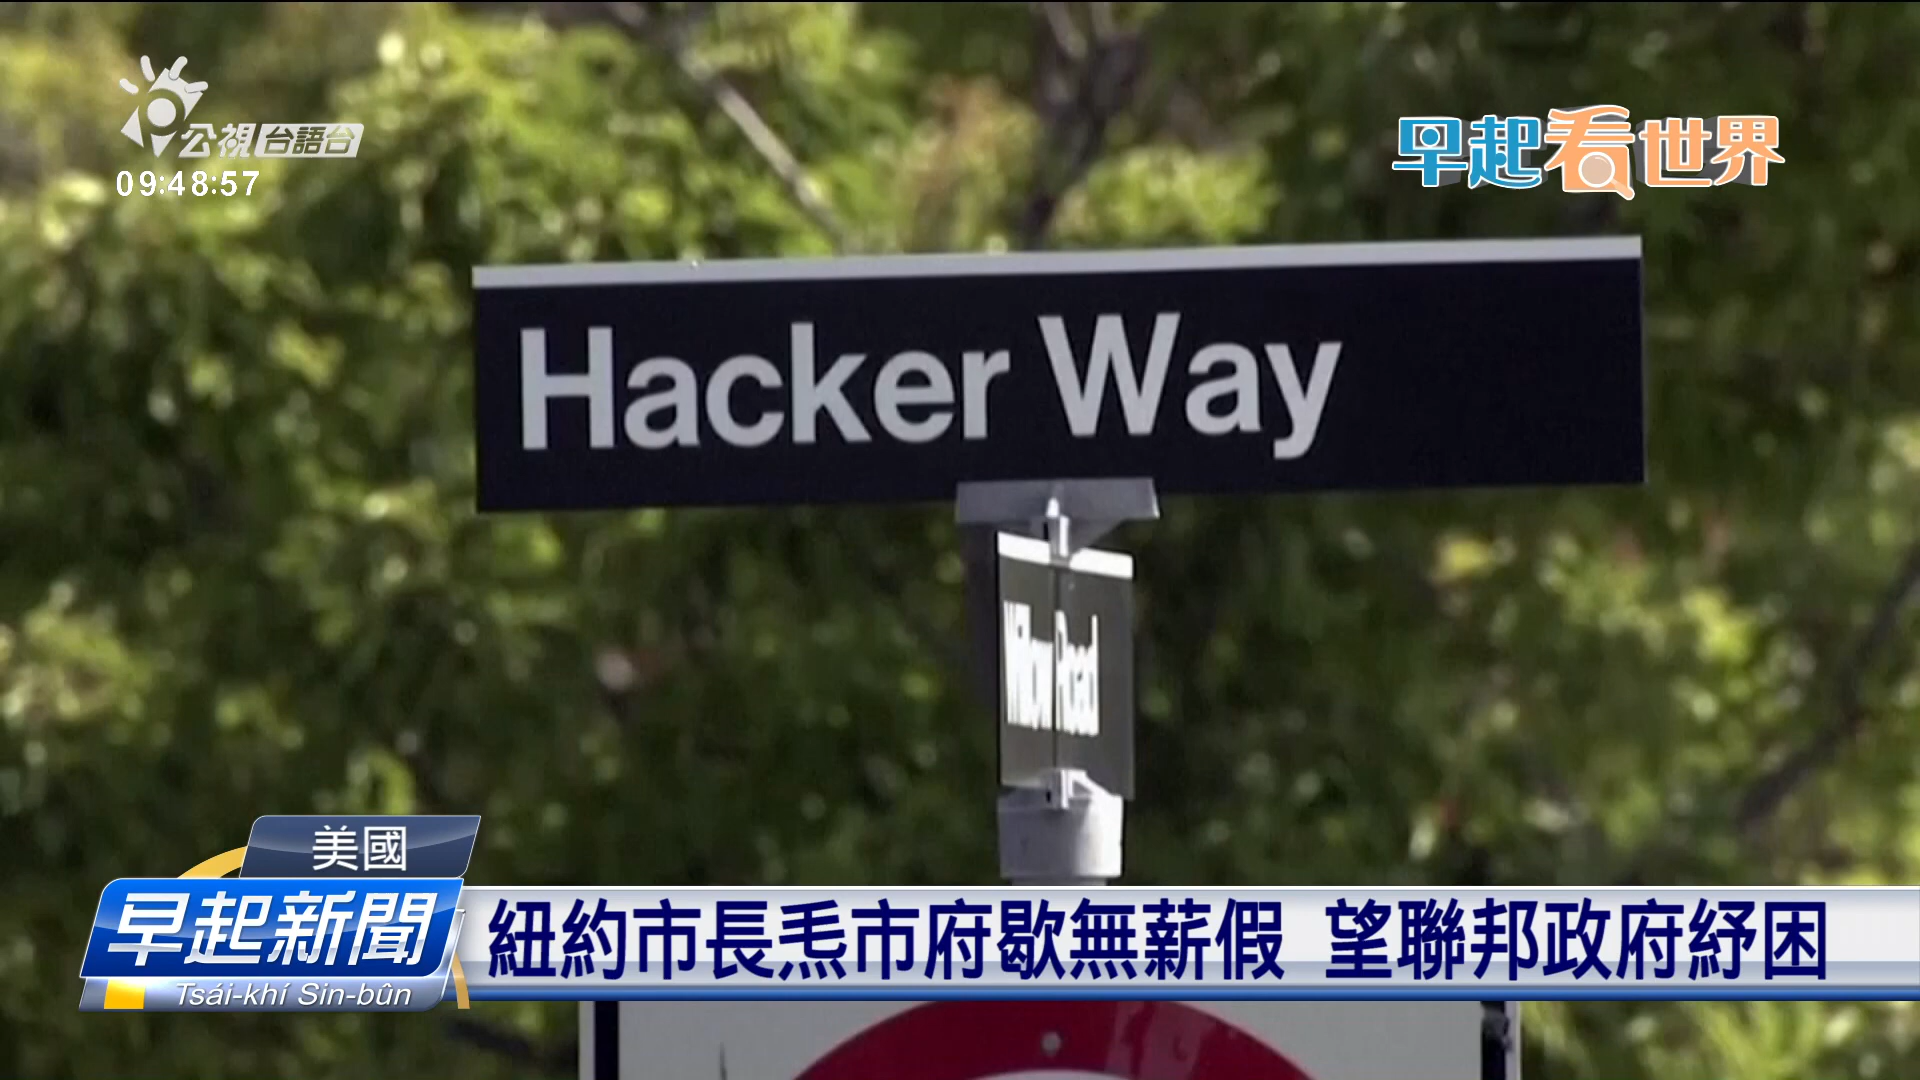 公視台語台
09:48:57
早起看世界
Hacker Way
Willow Road
美國
早起新聞
Tsái-khí Sin-bûn
紐約市長𤆬市府歇無薪假 望聯邦政府紓困